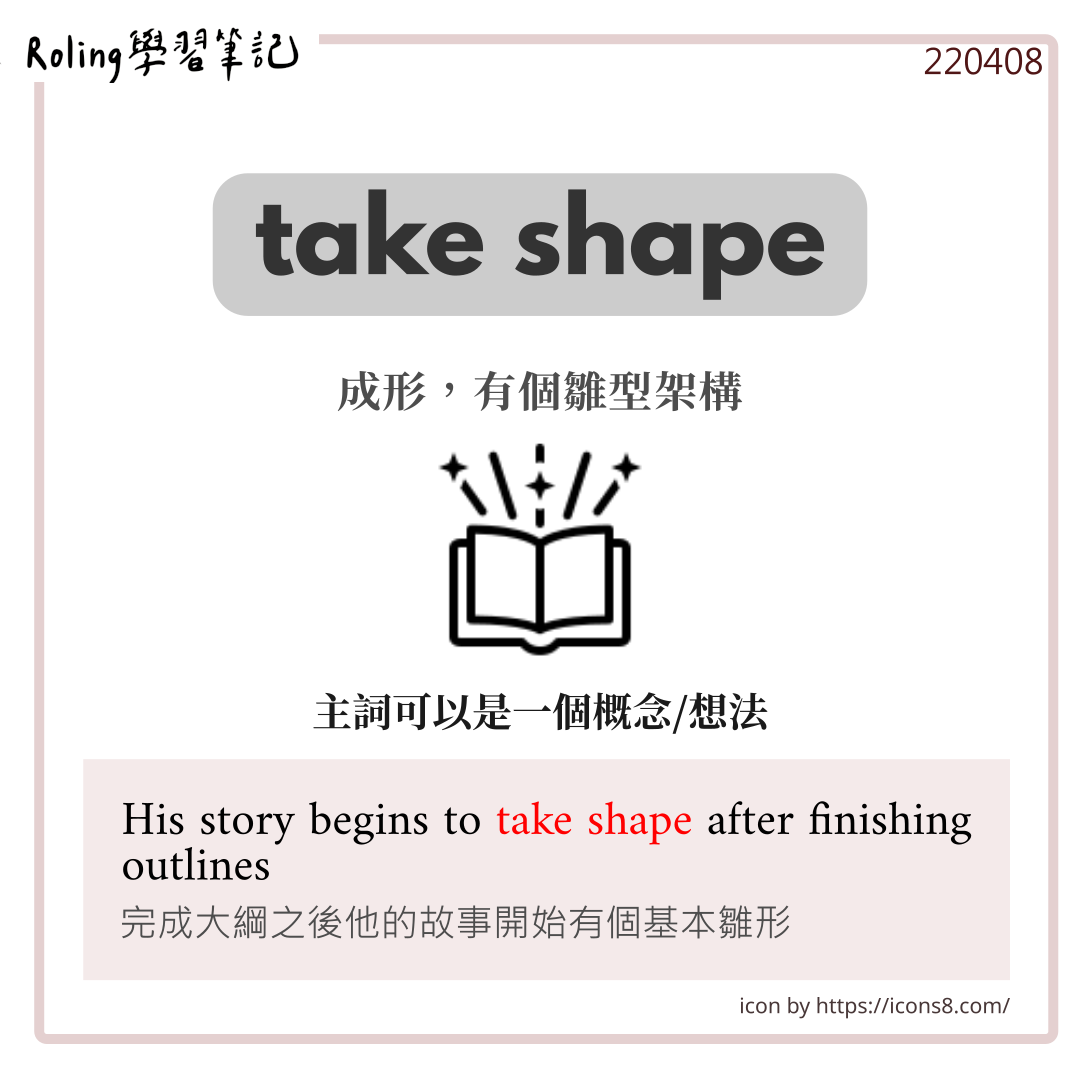 Roling學習筆記
220408
take shape
成形，有個雛型架構
主詞可以是一個概念/想法
His story begins to take shape after finishing
outlines
完成大綱之後他的故事開始有個基本雛形
icon by https://icons8.com/